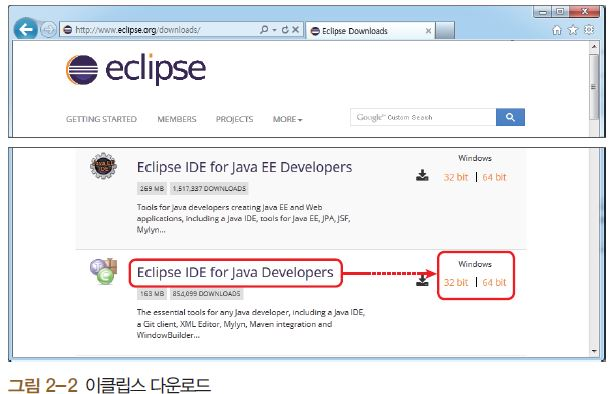 http://www.eclipse.org/downloads/
Eclipse Downloads
eclipse
GETTING STARTED MEMBERS PROJECTS MORE
Google™ Custom Search
Eclipse IDE for Java EE Developers
269 MB 1,517,337 DOWNLOADS
Tools for Java developers creating Java EE and Web
applications, including a Java IDE, tools for Java EE, JPA, JSF,
Mylyn...
Windows
32 bit | 64 bit
Eclipse IDE for Java Developers
163 MB 854,099 DOWNLOADS
The essential tools for any Java developer, including a Java IDE,
a Git client, XML Editor, Mylyn, Maven integration and
WindowBuilder...
Windows
32 bit | 64 bit
그림 2-2 이클립스 다운로드